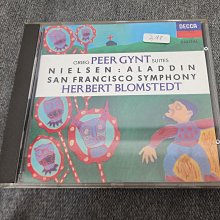 DECCA
GRIEG PEER GYNT SUITES
NIELSEN: ALADDIN
SAN FRANCISCO SYMPHONY
HERBERT BLOMSTEDT